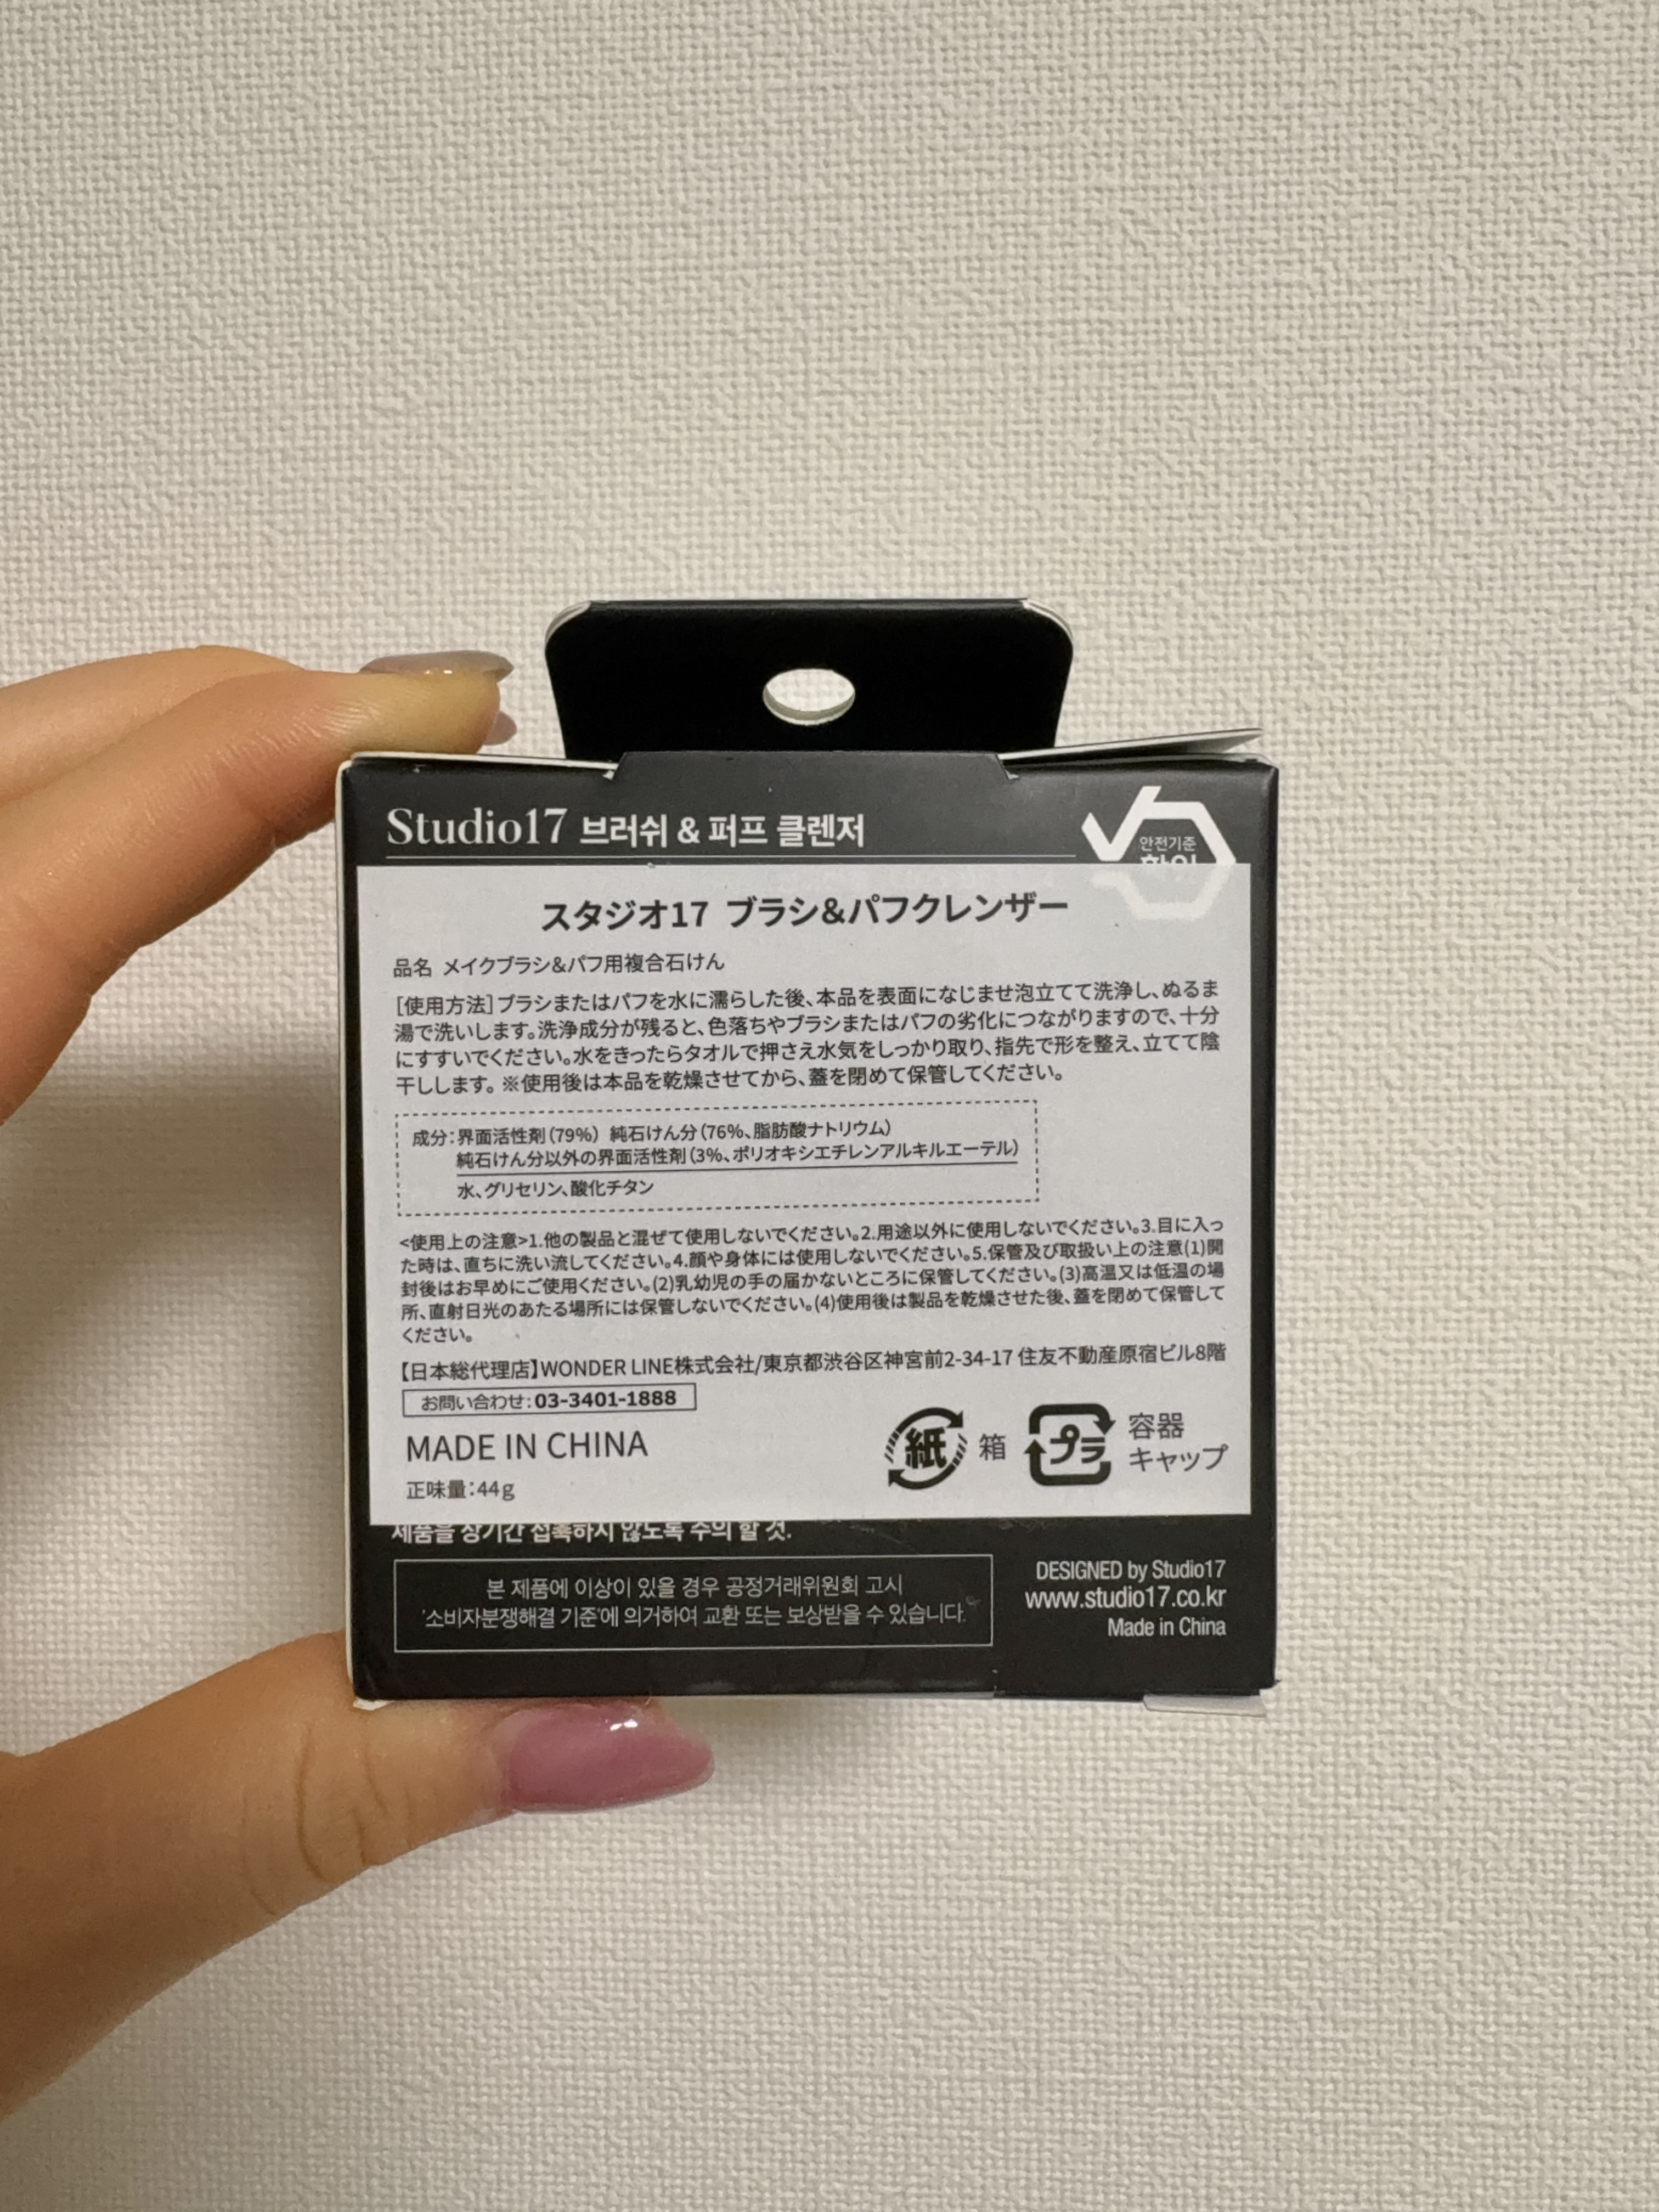 Studio17 브러쉬 & 퍼프 클렌저
안전기준
スタジオ17 ブラシ&パフクレンザー
品名 メイクブラシ&パフ用複合石けん
[使用方法]ブラシまたはパフを水に濡らした後、本品を表面になじませ泡立てて洗浄し、ぬるま
湯で洗いします。洗浄成分が残ると、色落ちやブラシまたはパフの劣化につながりますので、十分
にすすいでください。水をきったらタオルで押さえ水気をしっかり取り、指先で形を整え、立てて陰
干しします。※使用後は本品を乾燥させてから、蓋を閉めて保管してください。
成分:界面活性剤(79%) 純石けん分(76%、脂肪酸ナトリウム)
純石けん分以外の界面活性剤(3%、ポリオキシエチレンアルキルエーテル)
水、グリセリン、酸化チタン
<使用上の注意>1.他の製品と混ぜて使用しないでください。2.用途以外に使用しないでください。3.目に入っ
た時は、直ちに洗い流してください。4.顔や身体には使用しないでください。5.保管及び取扱い上の注意(1)開
封後はお早めにご使用ください。(2)乳幼児の手の届かないところに保管してください。(3)高温又は低温の場
所、直射日光のあたる場所には保管しないでください。(4)使用後は製品を乾燥させた後、蓋を閉めて保管して
ください。
【日本総代理店】WONDER LINE株式会社/東京都渋谷区神宮前2-34-17 住友不動産原宿ビル8階
お問い合わせ:03-3401-1888
MADE IN CHINA
正味量:44g
紙 箱 プラ 容器
キャップ
제품을 장기간 접촉하지 않도록 주의 할 것.
본 제품에 이상이 있을 경우 공정거래위원회 고시
'소비자분쟁해결 기준'에 의거하여 교환 또는 보상받을 수 있습니다.
DESIGNED by Studio17
www.studio17.co.kr
Made in China